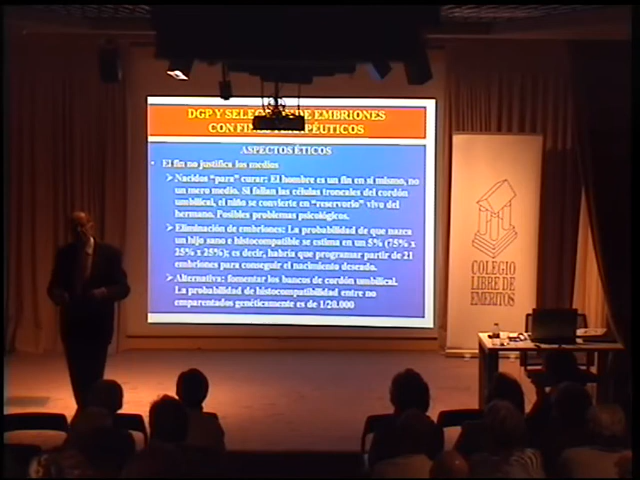 DGP Y SELECCIÓN DE EMBRIONES
CON FINES TERAPÉUTICOS
ASPECTOS ÉTICOS
• El fin no justifica los medios
➢ Nacidos “para” curar: El hombre es un fin en sí mismo, no
un mero medio. Si fallan las células troncales del cordón
umbilical, el niño se convierte en “reservorio” vivo del
hermano. Posibles problemas psicológicos.
➢ Eliminación de embriones: La probabilidad de que nazca
un hijo sano e histocompatible se estima en un 5% (75% x
25% x 25%); es decir, habría que programar partir de 21
embriones para conseguir el nacimiento deseado.
➢ Alternativa: fomentar los bancos de cordón umbilical.
La probabilidad de histocompatibilidad entre no
emparentados genéticamente es de 1/20.000
COLEGIO
LIBRE DE
EMERITOS